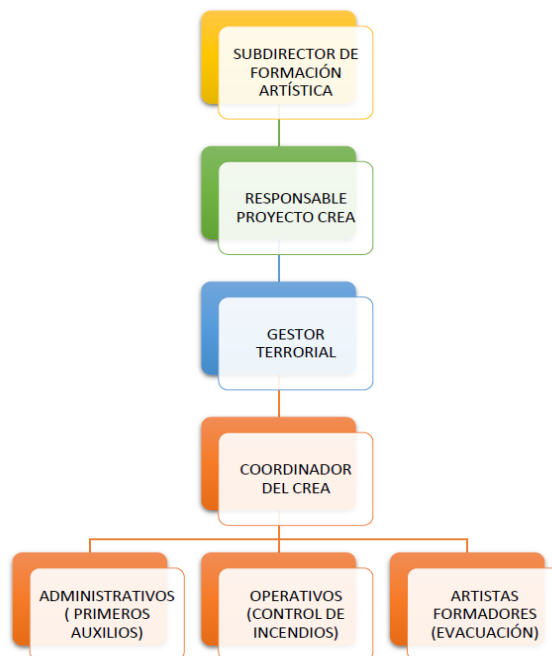 SUBDIRECTOR DE
FORMACIÓN
ARTÍSTICA
RESPONSABLE
PROYECTO CREA
GESTOR
TERRORIAL
COORDINADOR
DEL CREA
ADMINISTRATIVOS
( PRIMEROS
AUXILIOS)
OPERATIVOS
(CONTROL DE
INCENDIOS)
ARTISTAS
FORMADORES
(EVACUACIÓN)